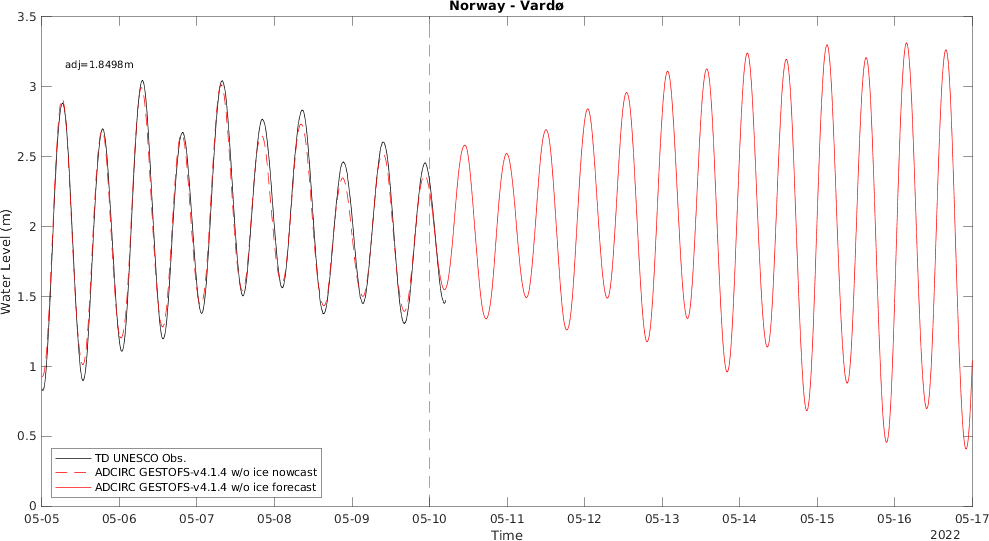 Norway - Vardø
3.5
adj=1.8498m
3
2.5
2
1.5
1
0.5
0
Water Level (m)
TD UNESCO Obs.
ADCIRC GESTOFS-v4.1.4 w/o ice nowcast
ADCIRC GESTOFS-v4.1.4 w/o ice forecast
05-05 05-06 05-07 05-08 05-09 05-10 05-11 05-12 05-13 05-14 05-15 05-16 05-17
Time
2022